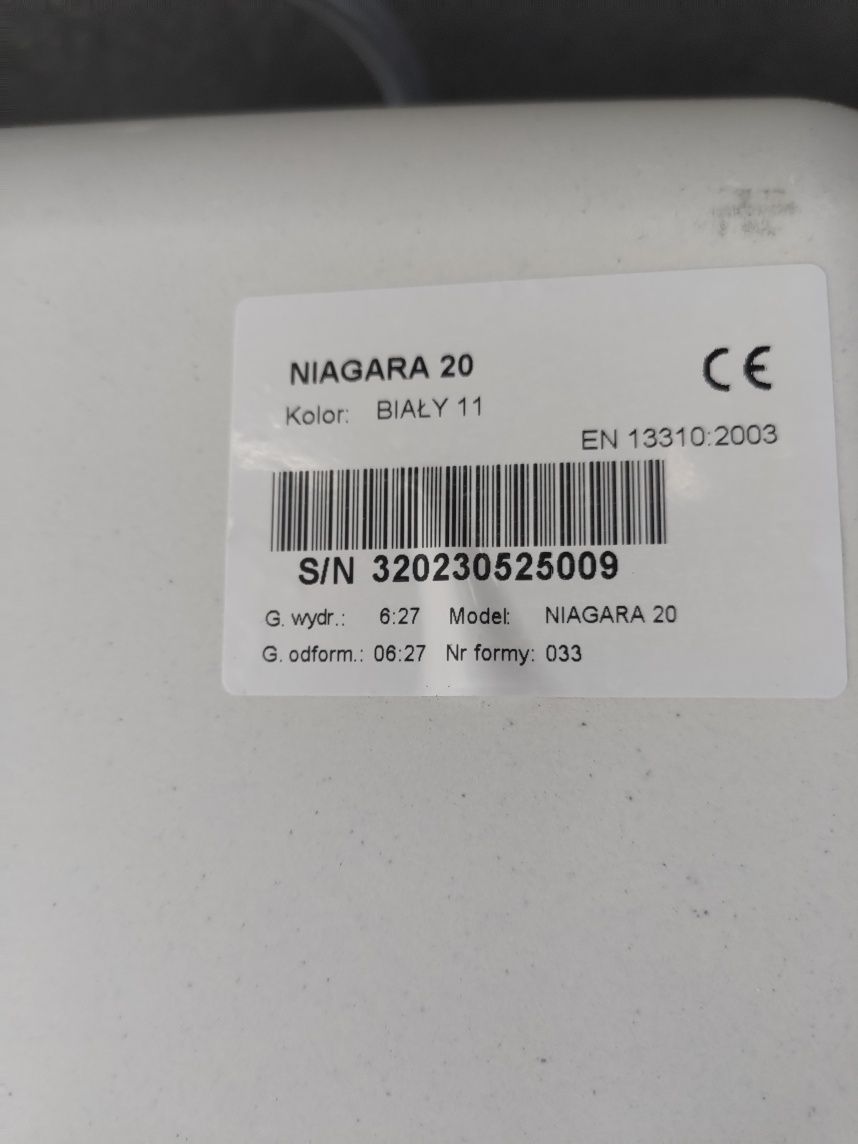 NIAGARA 20
CE
Kolor: BIAŁY 11
EN 13310:2003
S/N 320230525009
G. wydr.: 6:27 Model: NIAGARA 20
G. odform.: 06:27 Nr formy: 033